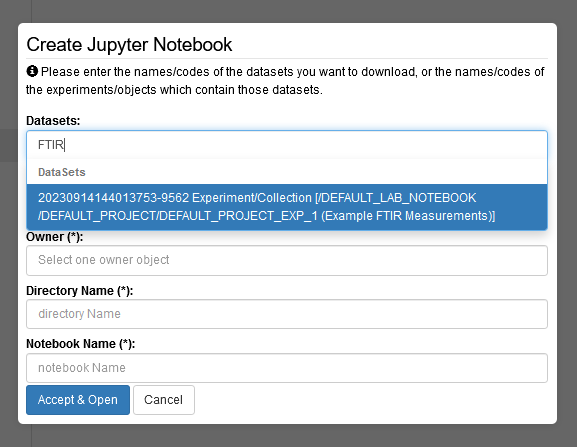 Create Jupyter Notebook
Please enter the names/codes of the datasets you want to download, or the names/codes of
the experiments/objects which contain those datasets.
Datasets:
FTIR
DataSets
20230914144013753-9562 Experiment/Collection [/DEFAULT_LAB_NOTEBOOK
/DEFAULT_PROJECT/DEFAULT_PROJECT_EXP_1 (Example FTIR Measurements)]
Owner (*):
Select one owner object
Directory Name (*):
directory Name
Notebook Name (*):
notebook Name
Accept & Open Cancel